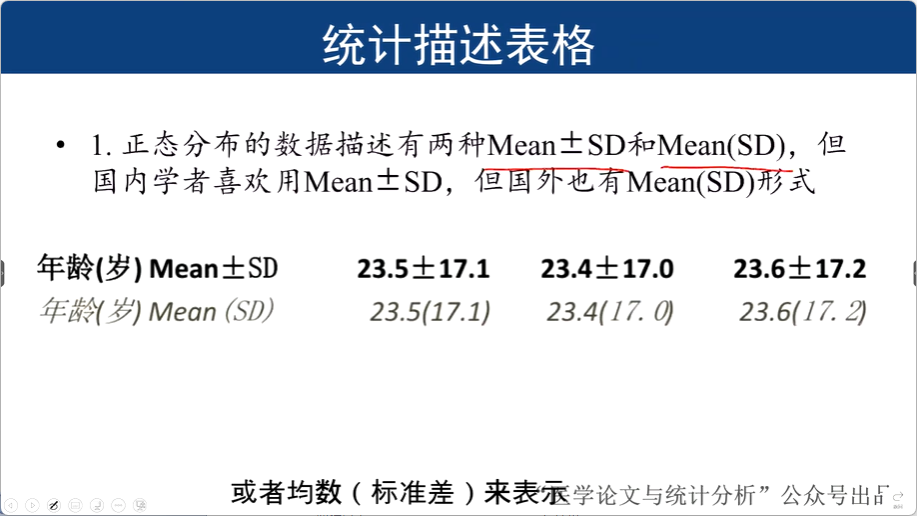 统计描述表格
• 1. 正态分布的数据描述有两种Mean±SD和Mean(SD)，但
国内学者喜欢用Mean±SD，但国外也有Mean(SD)形式
年龄(岁) Mean±SD 23.5±17.1 23.4±17.0 23.6±17.2
年龄(岁) Mean (SD) 23.5(17.1) 23.4(17.0) 23.6(17.2)
或者均数（标准差）来表示
“医学论文与统计分析”公众号出品